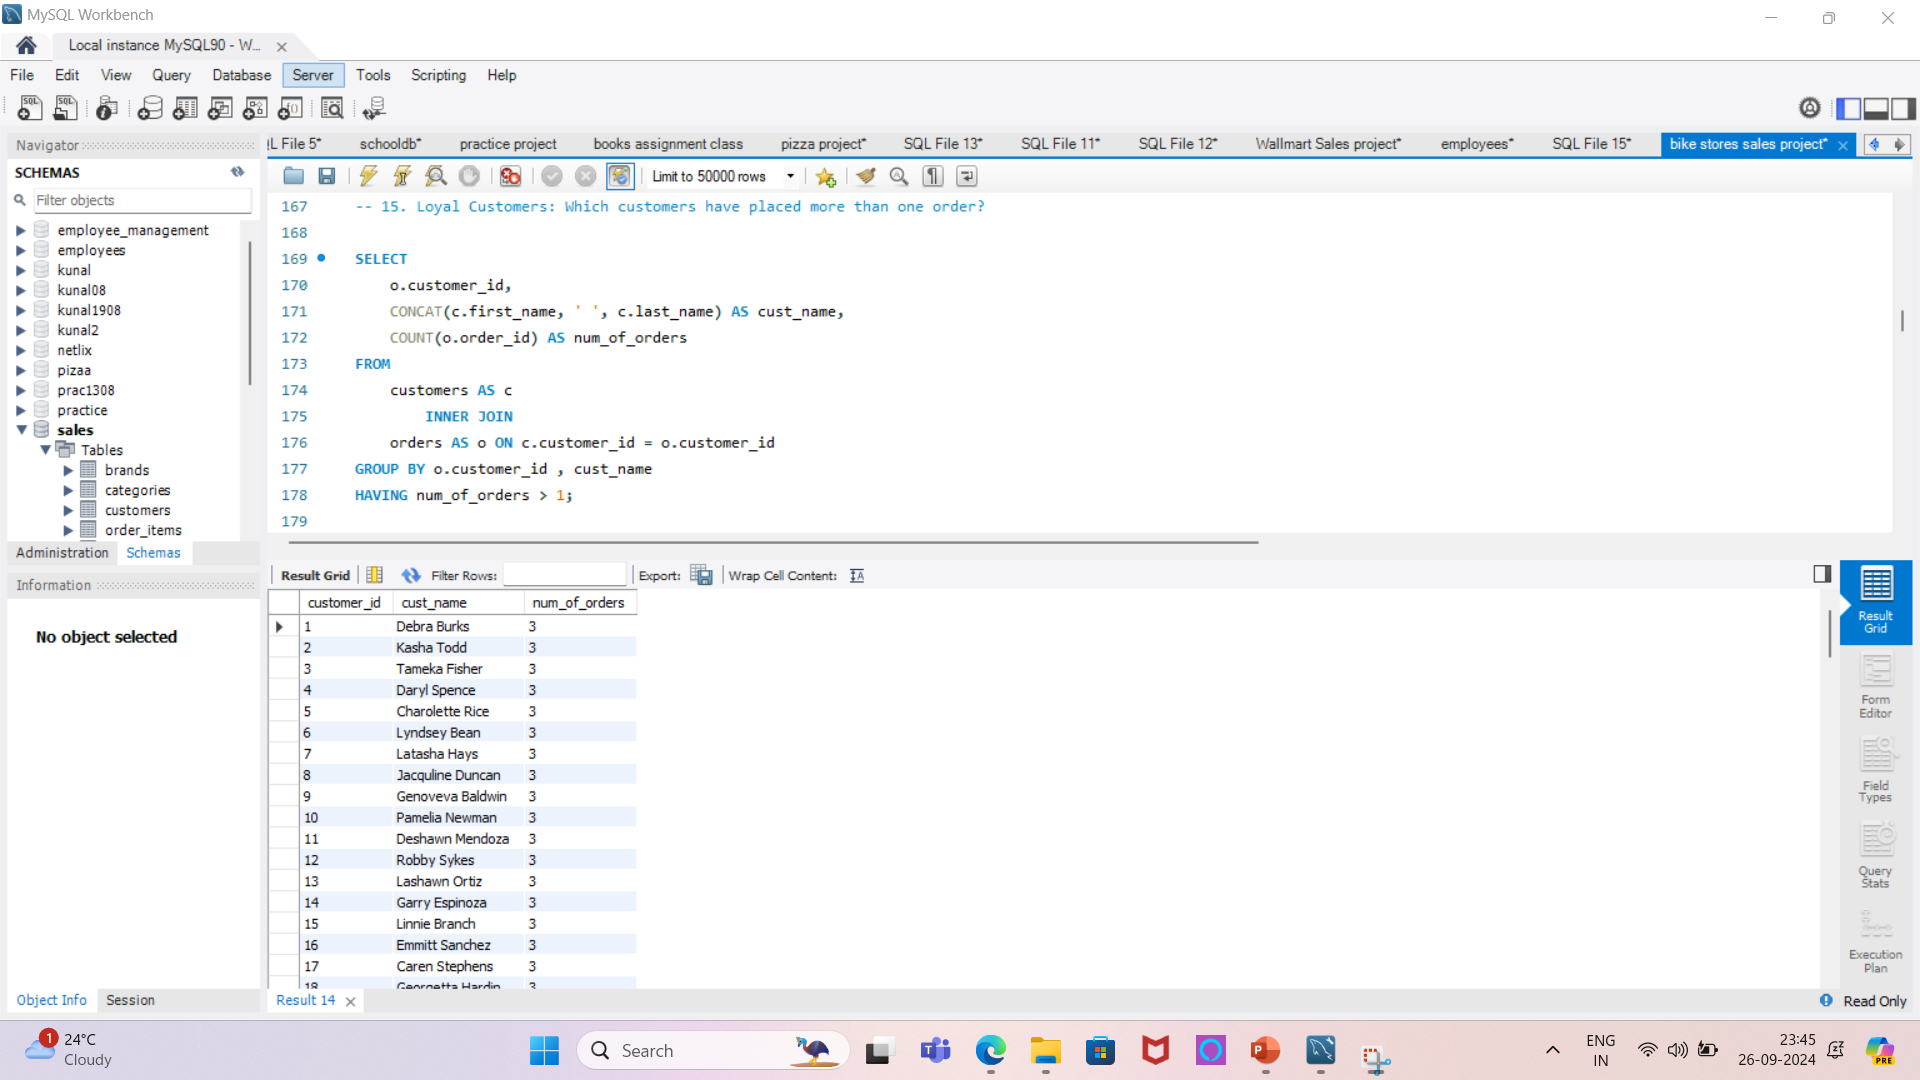 MySQL Workbench
Local instance MySQL90 - W...
File Edit View Query Database Server Tools Scripting Help
Navigator
SCHEMAS
Filter objects
employee_management
employees
kunal
kunal08
kunal1908
kunal2
netlix
pizaa
prac1308
practice
sales
Tables
brands
categories
customers
order_items
Administration Schemas
Information
No object selected
Object Info Session
L File 5* schooldb* practice project books assignment class pizza project* SQL File 13* SQL File 11* SQL File 12* Wallmart Sales project* employees* SQL File 15* bike stores sales project*
Limit to 50000 rows
167 -- 15. Loyal Customers: Which customers have placed more than one order?
168
169 SELECT
170 o.customer_id,
171 CONCAT(c.first_name, ' ', c.last_name) AS cust_name,
172 COUNT(o.order_id) AS num_of_orders
173 FROM
174 customers AS c
175 INNER JOIN
176 orders AS o ON c.customer_id = o.customer_id
177 GROUP BY o.customer_id , cust_name
178 HAVING num_of_orders > 1;
179
Result Grid Filter Rows: Export: Wrap Cell Content:
customer_id cust_name num_of_orders
1 Debra Burks 3
2 Kasha Todd 3
3 Tameka Fisher 3
4 Daryl Spence 3
5 Charolette Rice 3
6 Lyndsey Bean 3
7 Latasha Hays 3
8 Jacquline Duncan 3
9 Genoveva Baldwin 3
10 Pamelia Newman 3
11 Deshawn Mendoza 3
12 Robby Sykes 3
13 Lashawn Ortiz 3
14 Garry Espinoza 3
15 Linnie Branch 3
16 Emmitt Sanchez 3
17 Caren Stephens 3
18 Georgetta Hardin 3
Result 14
Result Grid
Form Editor
Field Types
Query Stats
Execution Plan
Read Only
1
24°C
Cloudy
Search
ENG
IN
23:45
26-09-2024
PRE